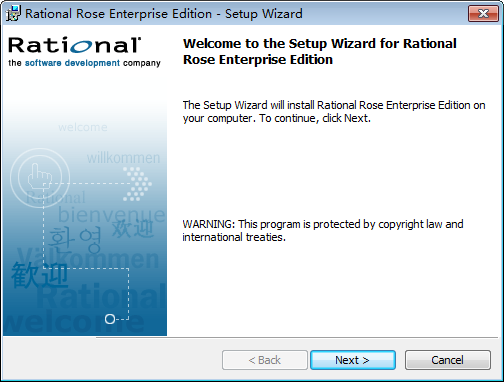 Rational Rose Enterprise Edition - Setup Wizard
Rational
the software development company
Welcome to the Setup Wizard for Rational
Rose Enterprise Edition
The Setup Wizard will install Rational Rose Enterprise Edition on
your computer. To continue, click Next.
welcome
willkommen
Rational
bienvenue
환영
欢迎
Välkommen
歡迎
Rational
welcome
WARNING: This program is protected by copyright law and
international treaties.
< Back
Next >
Cancel